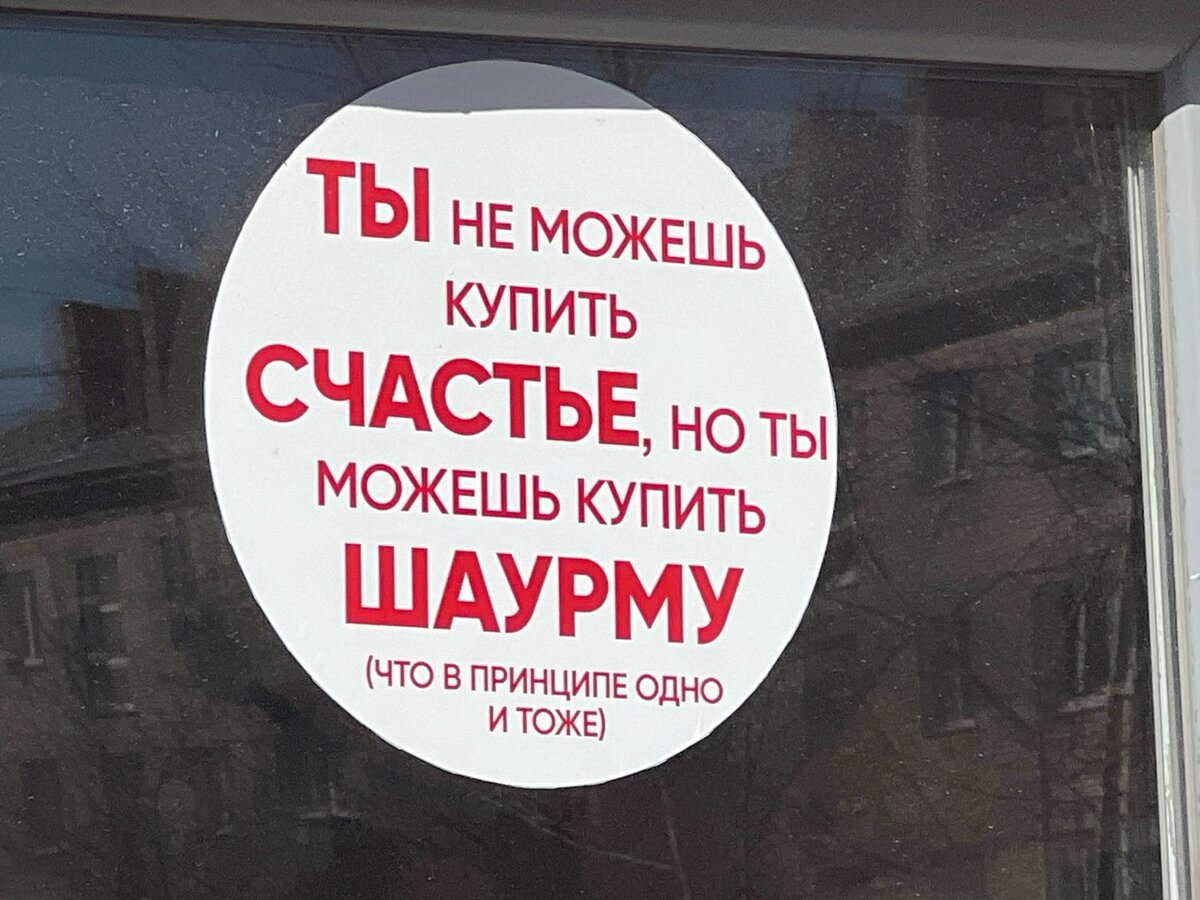 ТЫ НЕ МОЖЕШЬ
КУПИТЬ
СЧАСТЬЕ, НО ТЫ
МОЖЕШЬ КУПИТЬ
ШАУРМУ
(ЧТО В ПРИНЦИПЕ ОДНО
И ТОЖЕ)